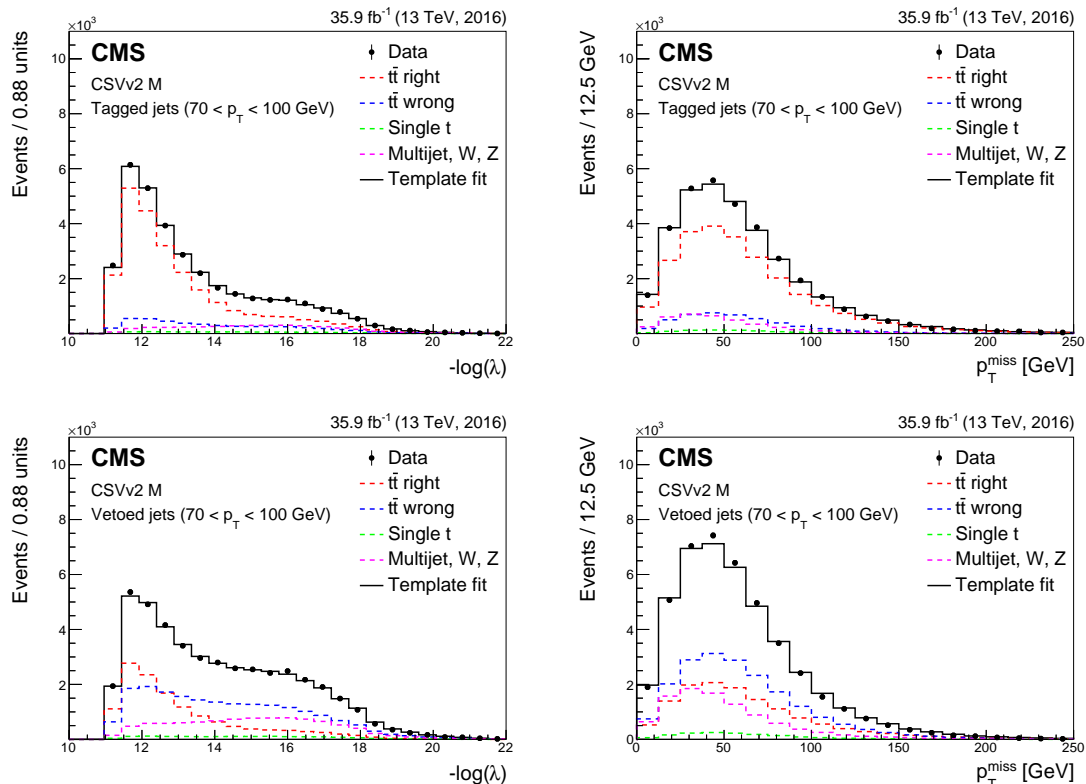 35.9 fb⁻¹ (13 TeV, 2016)
×10³
Events / 0.88 units
10
8
6
4
2
CMS
CSVv2 M
Tagged jets (70 < p_T < 100 GeV)
Data
tt̄ right
tt̄ wrong
Single t
Multijet, W, Z
Template fit
10 12 14 16 18 20 22
-log(λ)
35.9 fb⁻¹ (13 TeV, 2016)
×10³
Events / 12.5 GeV
10
8
6
4
2
0
CMS
CSVv2 M
Tagged jets (70 < p_T < 100 GeV)
Data
tt̄ right
tt̄ wrong
Single t
Multijet, W, Z
Template fit
0 50 100 150 200 250
p_T^miss [GeV]
35.9 fb⁻¹ (13 TeV, 2016)
×10³
Events / 0.88 units
10
8
6
4
2
0
CMS
CSVv2 M
Vetoed jets (70 < p_T < 100 GeV)
Data
tt̄ right
tt̄ wrong
Single t
Multijet, W, Z
Template fit
10 12 14 16 18 20 22
-log(λ)
35.9 fb⁻¹ (13 TeV, 2016)
×10³
Events / 12.5 GeV
10
8
6
4
2
0
CMS
CSVv2 M
Vetoed jets (70 < p_T < 100 GeV)
Data
tt̄ right
tt̄ wrong
Single t
Multijet, W, Z
Template fit
0 50 100 150 200 250
p_T^miss [GeV]